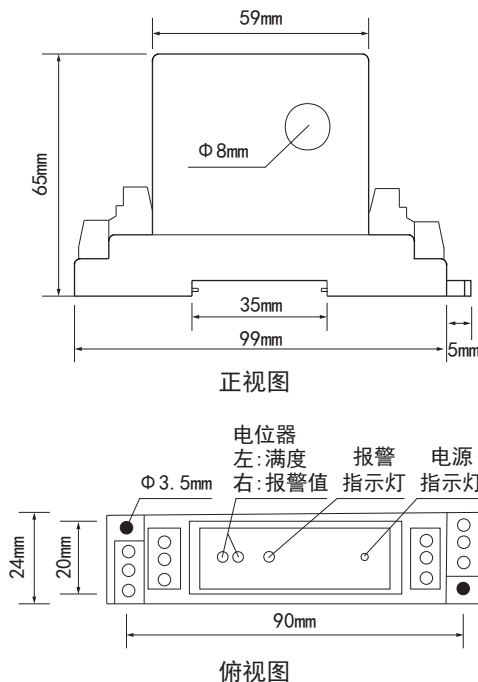 59mm
65mm
Φ8mm
35mm
99mm
5mm
正视图
电位器
左:满度
右:报警值
报警
指示灯
电源
指示灯
Φ3.5mm
24mm
20mm
90mm
俯视图